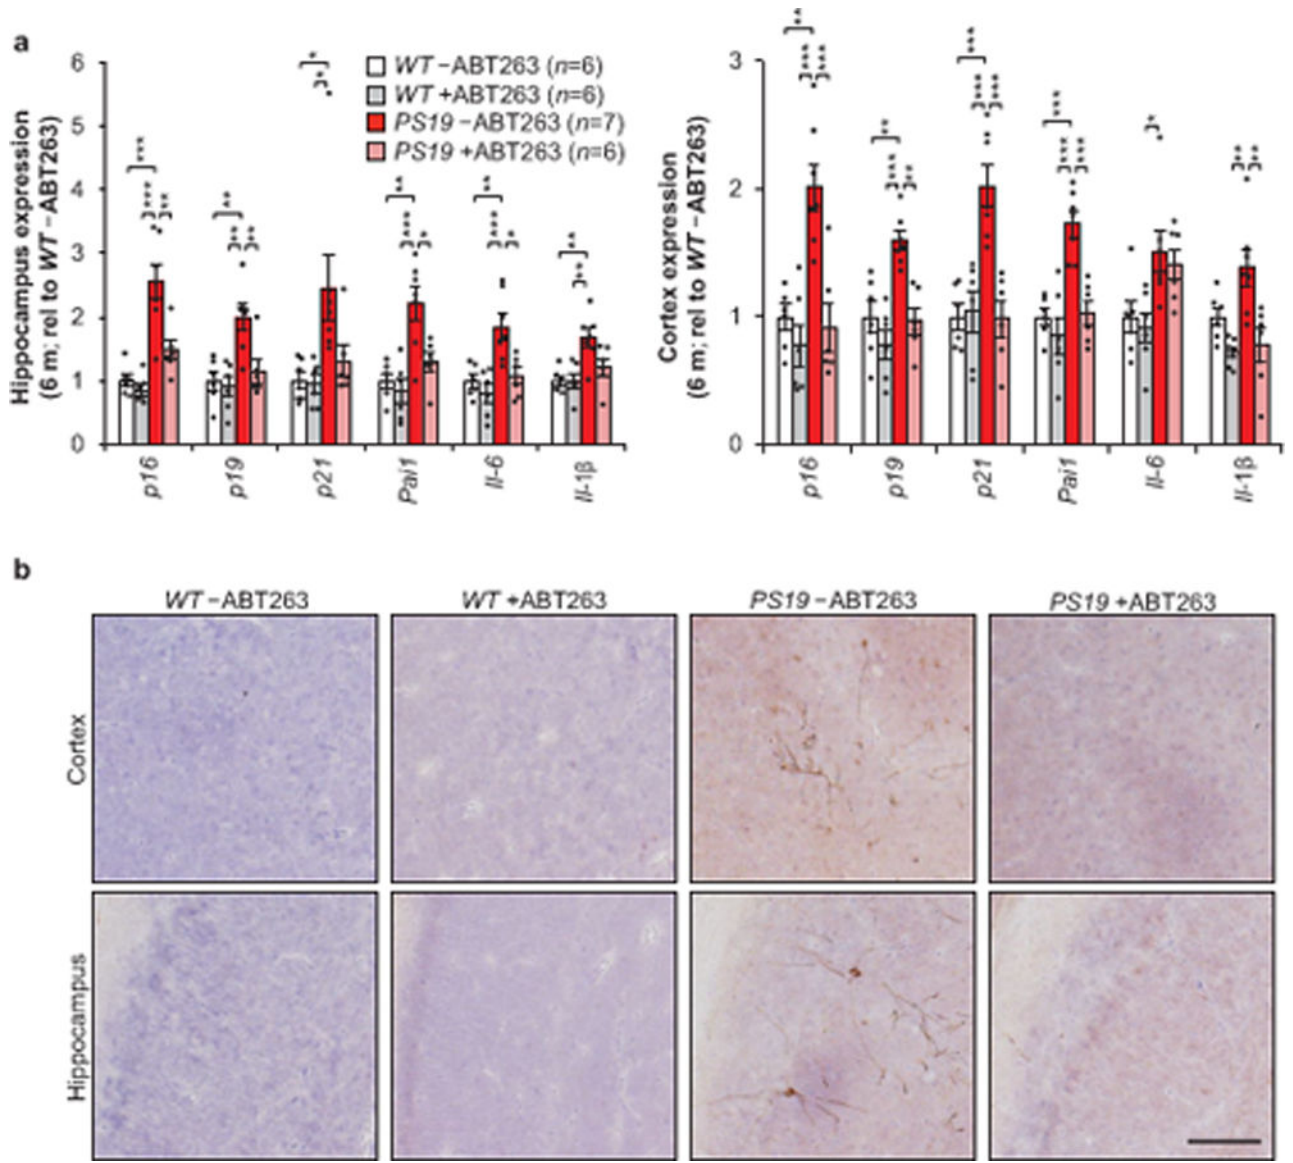 a
Hippocampus expression
(6 m; rel to WT −ABT263)
6
5
4
3
2
1
0
WT −ABT263 (n=6)
WT +ABT263 (n=6)
PS19 −ABT263 (n=7)
PS19 +ABT263 (n=6)
p16
p19
p21
Pai1
Il-6
Il-1β
Cortex expression
(6 m; rel to WT −ABT263)
3
2
1
0
p16
p19
p21
Pai1
Il-6
Il-1β
b
WT −ABT263
WT +ABT263
PS19 −ABT263
PS19 +ABT263
Cortex
Hippocampus